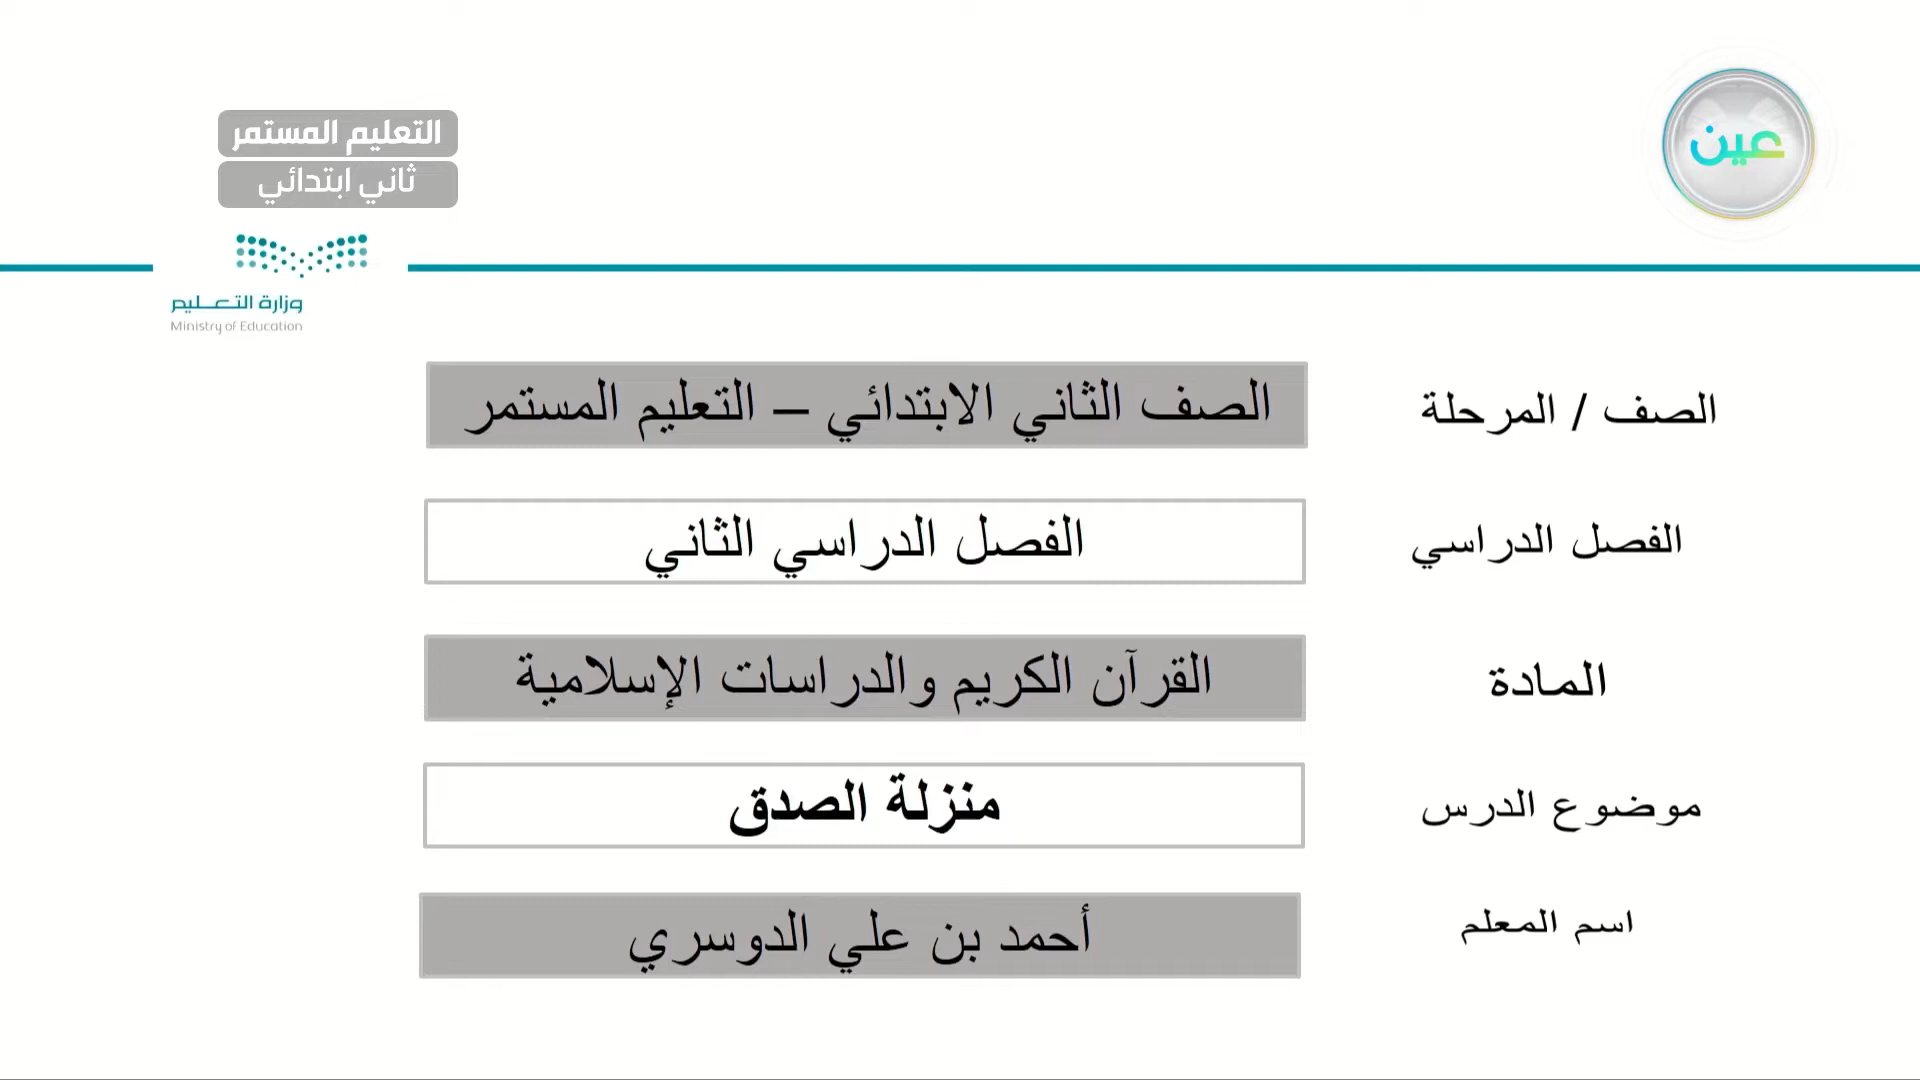 عين
التعليم المستمر
ثاني ابتدائي
وزارة التعليم
Ministry of Education
الصف / المرحلة
الصف الثاني الابتدائي – التعليم المستمر
الفصل الدراسي
الفصل الدراسي الثاني
المادة
القرآن الكريم والدراسات الإسلامية
موضوع الدرس
منزلة الصدق
اسم المعلم
أحمد بن علي الدوسري